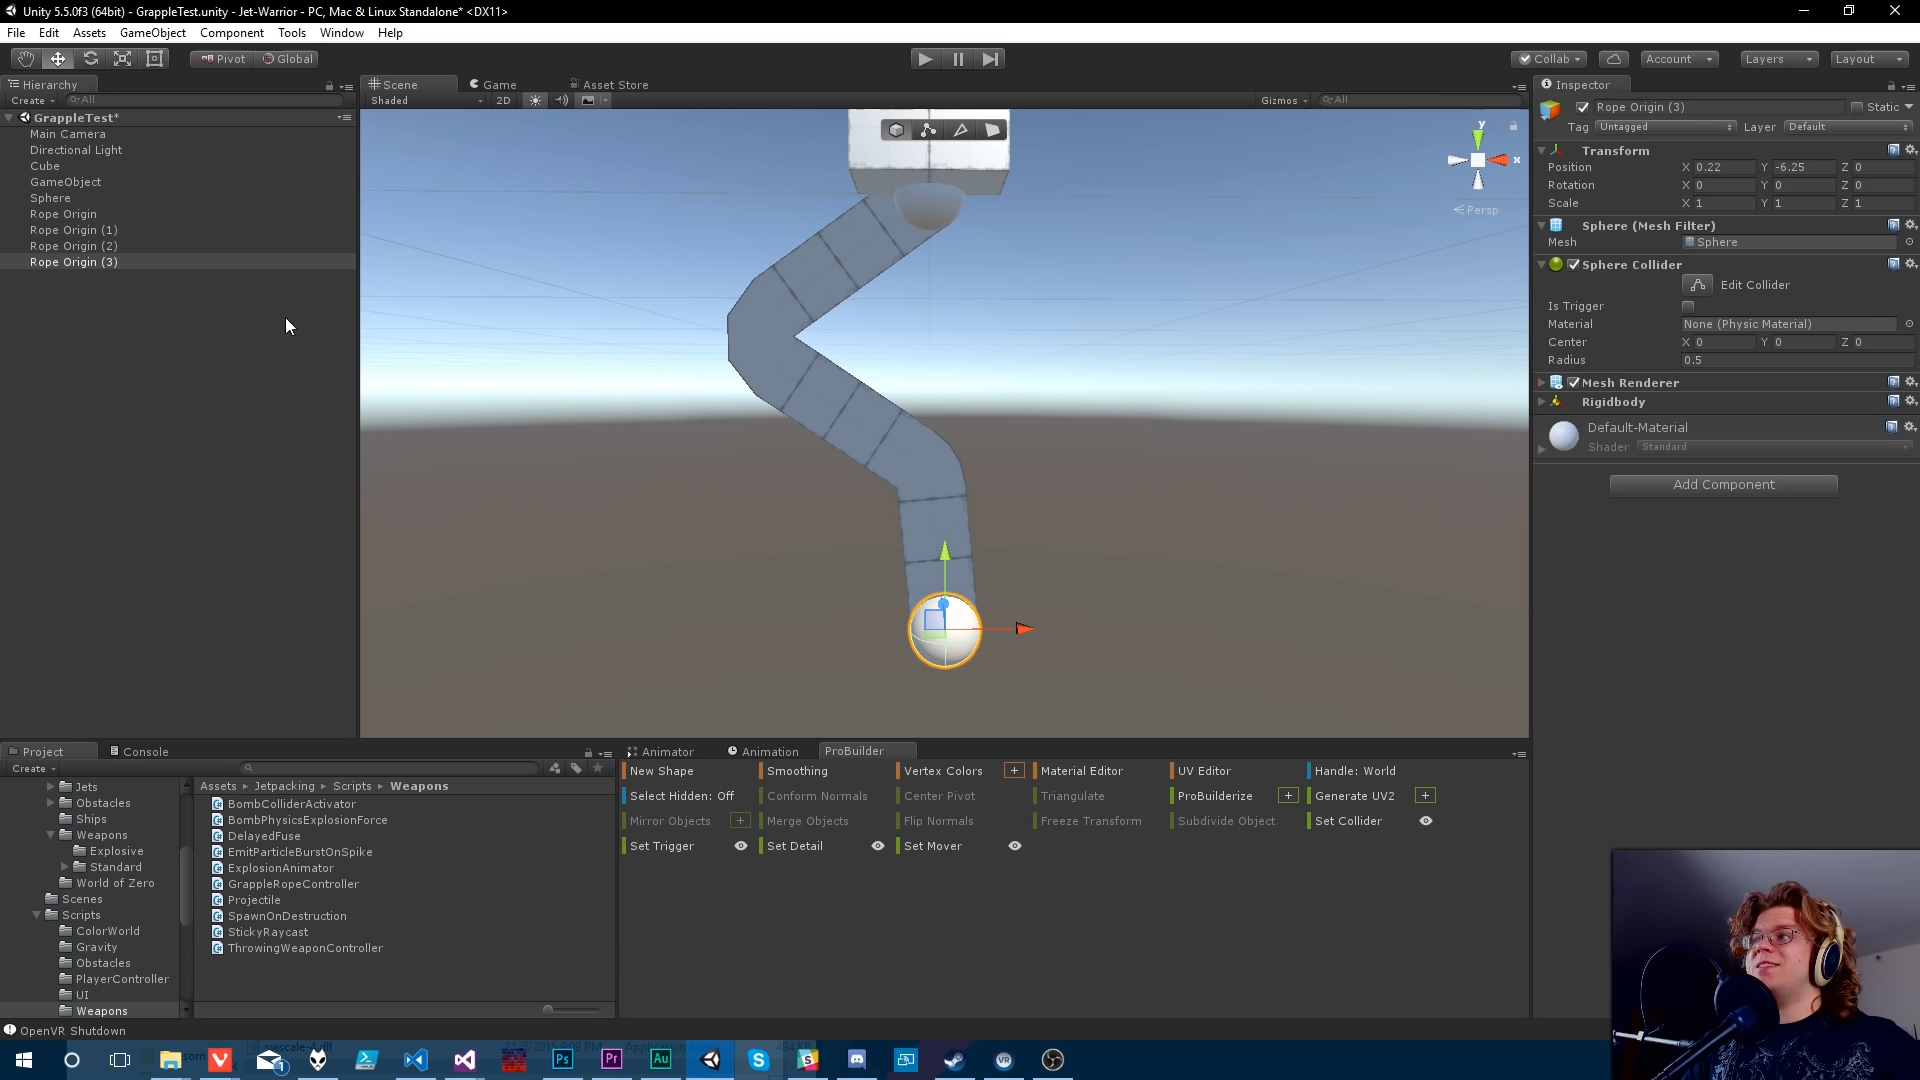 Unity 5.5.0f3 (64bit) - GrappleTest.unity - Jet-Warrior - PC, Mac & Linux Standalone* <DX11>
File Edit Assets GameObject Component Tools Window Help
Pivot Global Collab Account Layers Layout
Hierarchy
Create All
GrappleTest*
Main Camera
Directional Light
Cube
GameObject
Sphere
Rope Origin
Rope Origin (1)
Rope Origin (2)
Rope Origin (3)
Scene Game Asset Store
Shaded 2D Gizmos All
y
x
Persp
Inspector
Rope Origin (3) Static
Tag Untagged Layer Default
Transform
Position X 0.22 Y -6.25 Z 0
Rotation X 0 Y 0 Z 0
Scale X 1 Y 1 Z 1
Sphere (Mesh Filter)
Mesh Sphere
Sphere Collider
Edit Collider
Is Trigger
Material None (Physic Material)
Center X 0 Y 0 Z 0
Radius 0.5
Mesh Renderer
Rigidbody
Default-Material
Shader Standard
Add Component
Project Console
Create
Jets
Obstacles
Ships
Weapons
Explosive
Standard
World of Zero
Scenes
Scripts
ColorWorld
Gravity
Obstacles
PlayerController
UI
Weapons
Assets Jetpacking Scripts Weapons
BombColliderActivator
BombPhysicsExplosionForce
DelayedFuse
EmitParticleBurstOnSpike
ExplosionAnimator
GrappleRopeController
Projectile
SpawnOnDestruction
StickyRaycast
ThrowingWeaponController
Animator Animation ProBuilder
New Shape Smoothing Vertex Colors + Material Editor UV Editor Handle: World
Select Hidden: Off Conform Normals Center Pivot Triangulate ProBuilderize + Generate UV2 +
Mirror Objects + Merge Objects Flip Normals Freeze Transform Subdivide Object Set Collider
Set Trigger Set Detail Set Mover
OpenVR Shutdown
Ps Pr Au VR